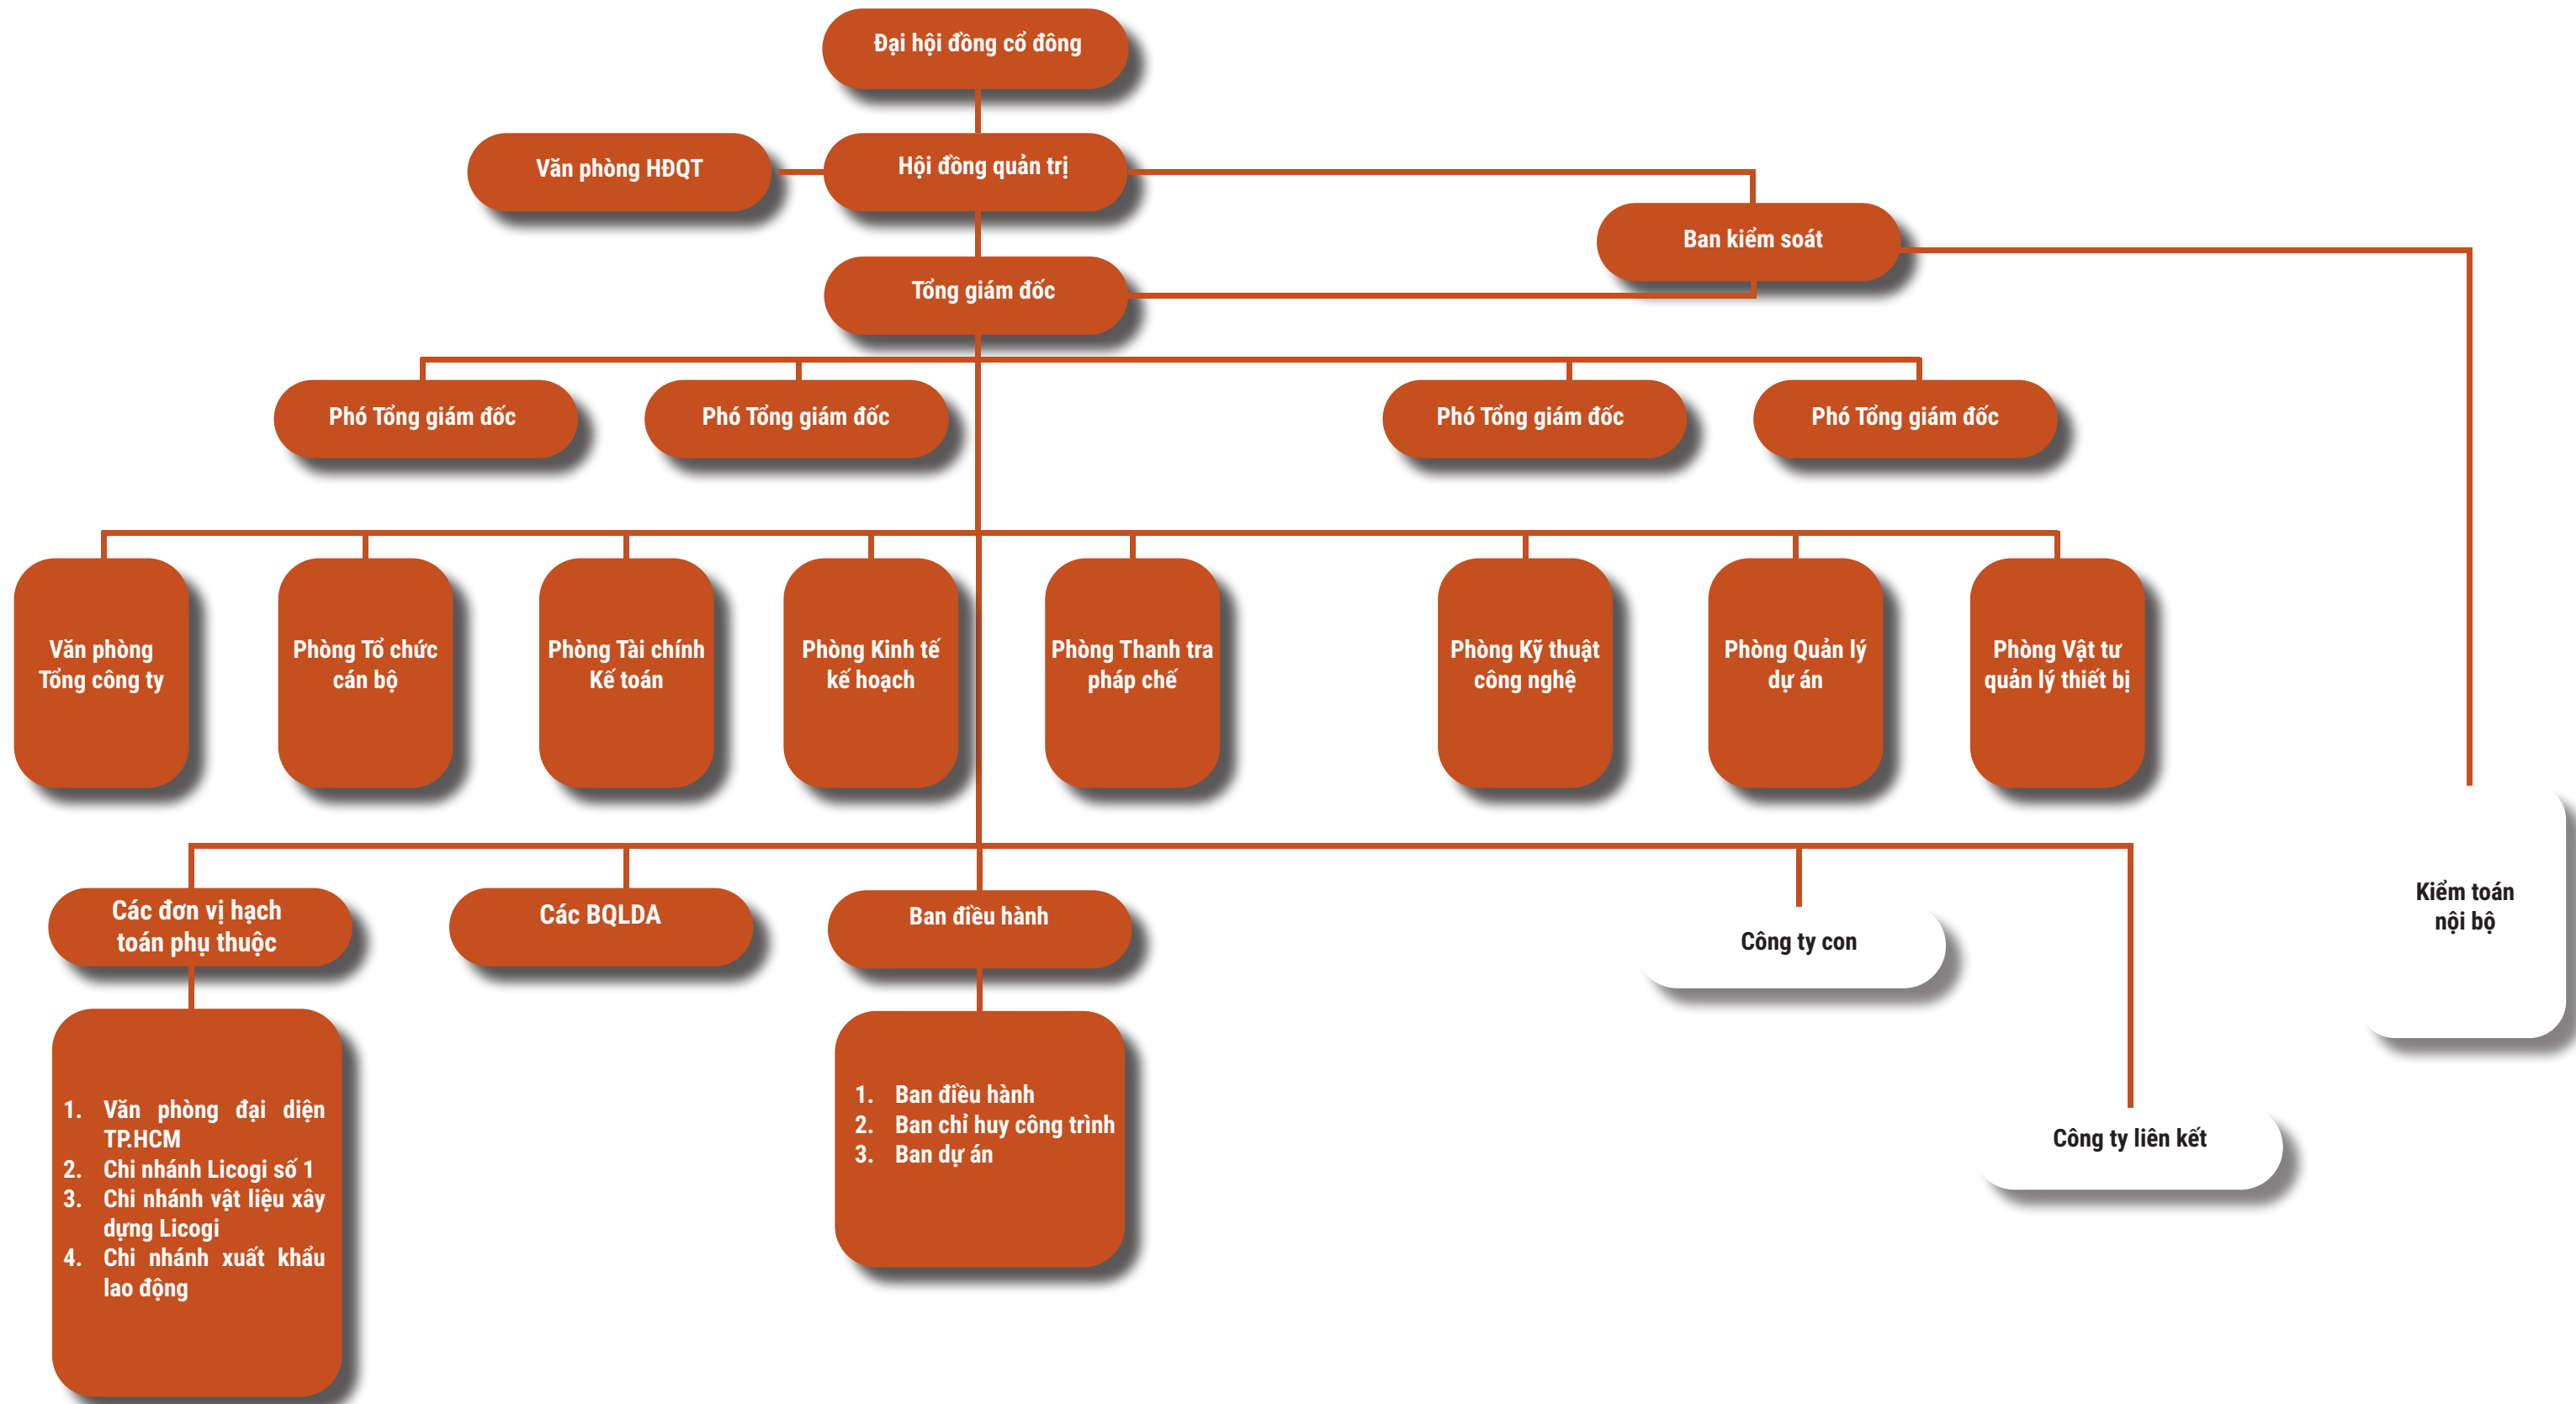 Đại hội đồng cổ đông
Văn phòng HĐQT
Hội đồng quản trị
Ban kiểm soát
Tổng giám đốc
Phó Tổng giám đốc
Phó Tổng giám đốc
Phó Tổng giám đốc
Phó Tổng giám đốc
Văn phòng
Tổng công ty
Phòng Tổ chức
cán bộ
Phòng Tài chính
Kế toán
Phòng Kinh tế
kế hoạch
Phòng Thanh tra
pháp chế
Phòng Kỹ thuật
công nghệ
Phòng Quản lý
dự án
Phòng Vật tư
quản lý thiết bị
Kiểm toán
nội bộ
Các đơn vị hạch
toán phụ thuộc
Các BQLDA
Ban điều hành
Công ty con
Công ty liên kết
1. Văn phòng đại diện
TP.HCM
2. Chi nhánh Licogi số 1
3. Chi nhánh vật liệu xây
dựng Licogi
4. Chi nhánh xuất khẩu
lao động
1. Ban điều hành
2. Ban chỉ huy công trình
3. Ban dự án